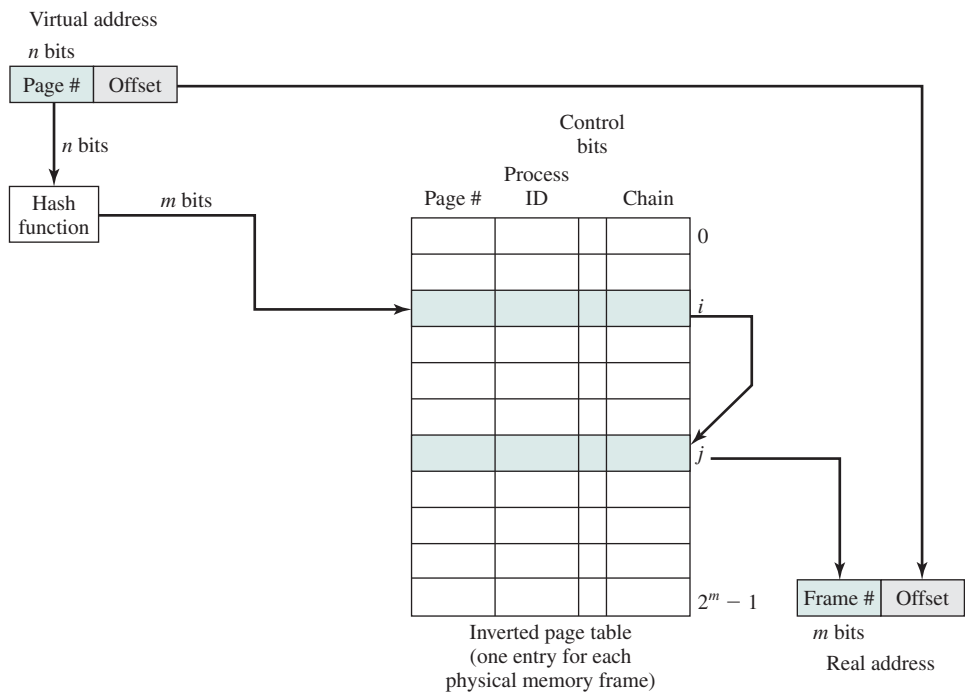 Virtual address
n bits
Page # Offset
n bits
Hash
function
m bits
Control
bits
Process
Page # ID Chain
0
i
j
2^m − 1
Frame # Offset
m bits
Real address
Inverted page table
(one entry for each
physical memory frame)